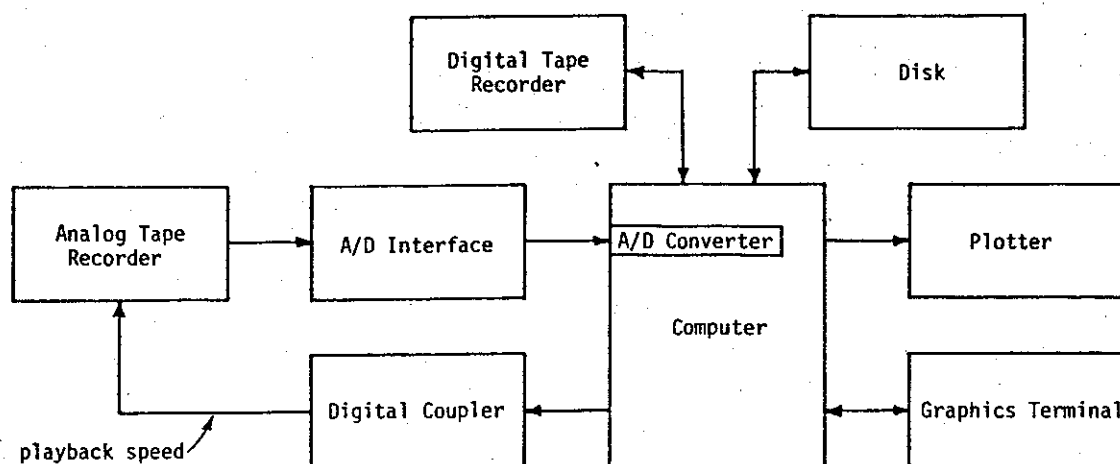 Digital Tape
Recorder
Disk
Analog Tape
Recorder
A/D Interface
A/D Converter
Plotter
Computer
Digital Coupler
Graphics Terminal
playback speed